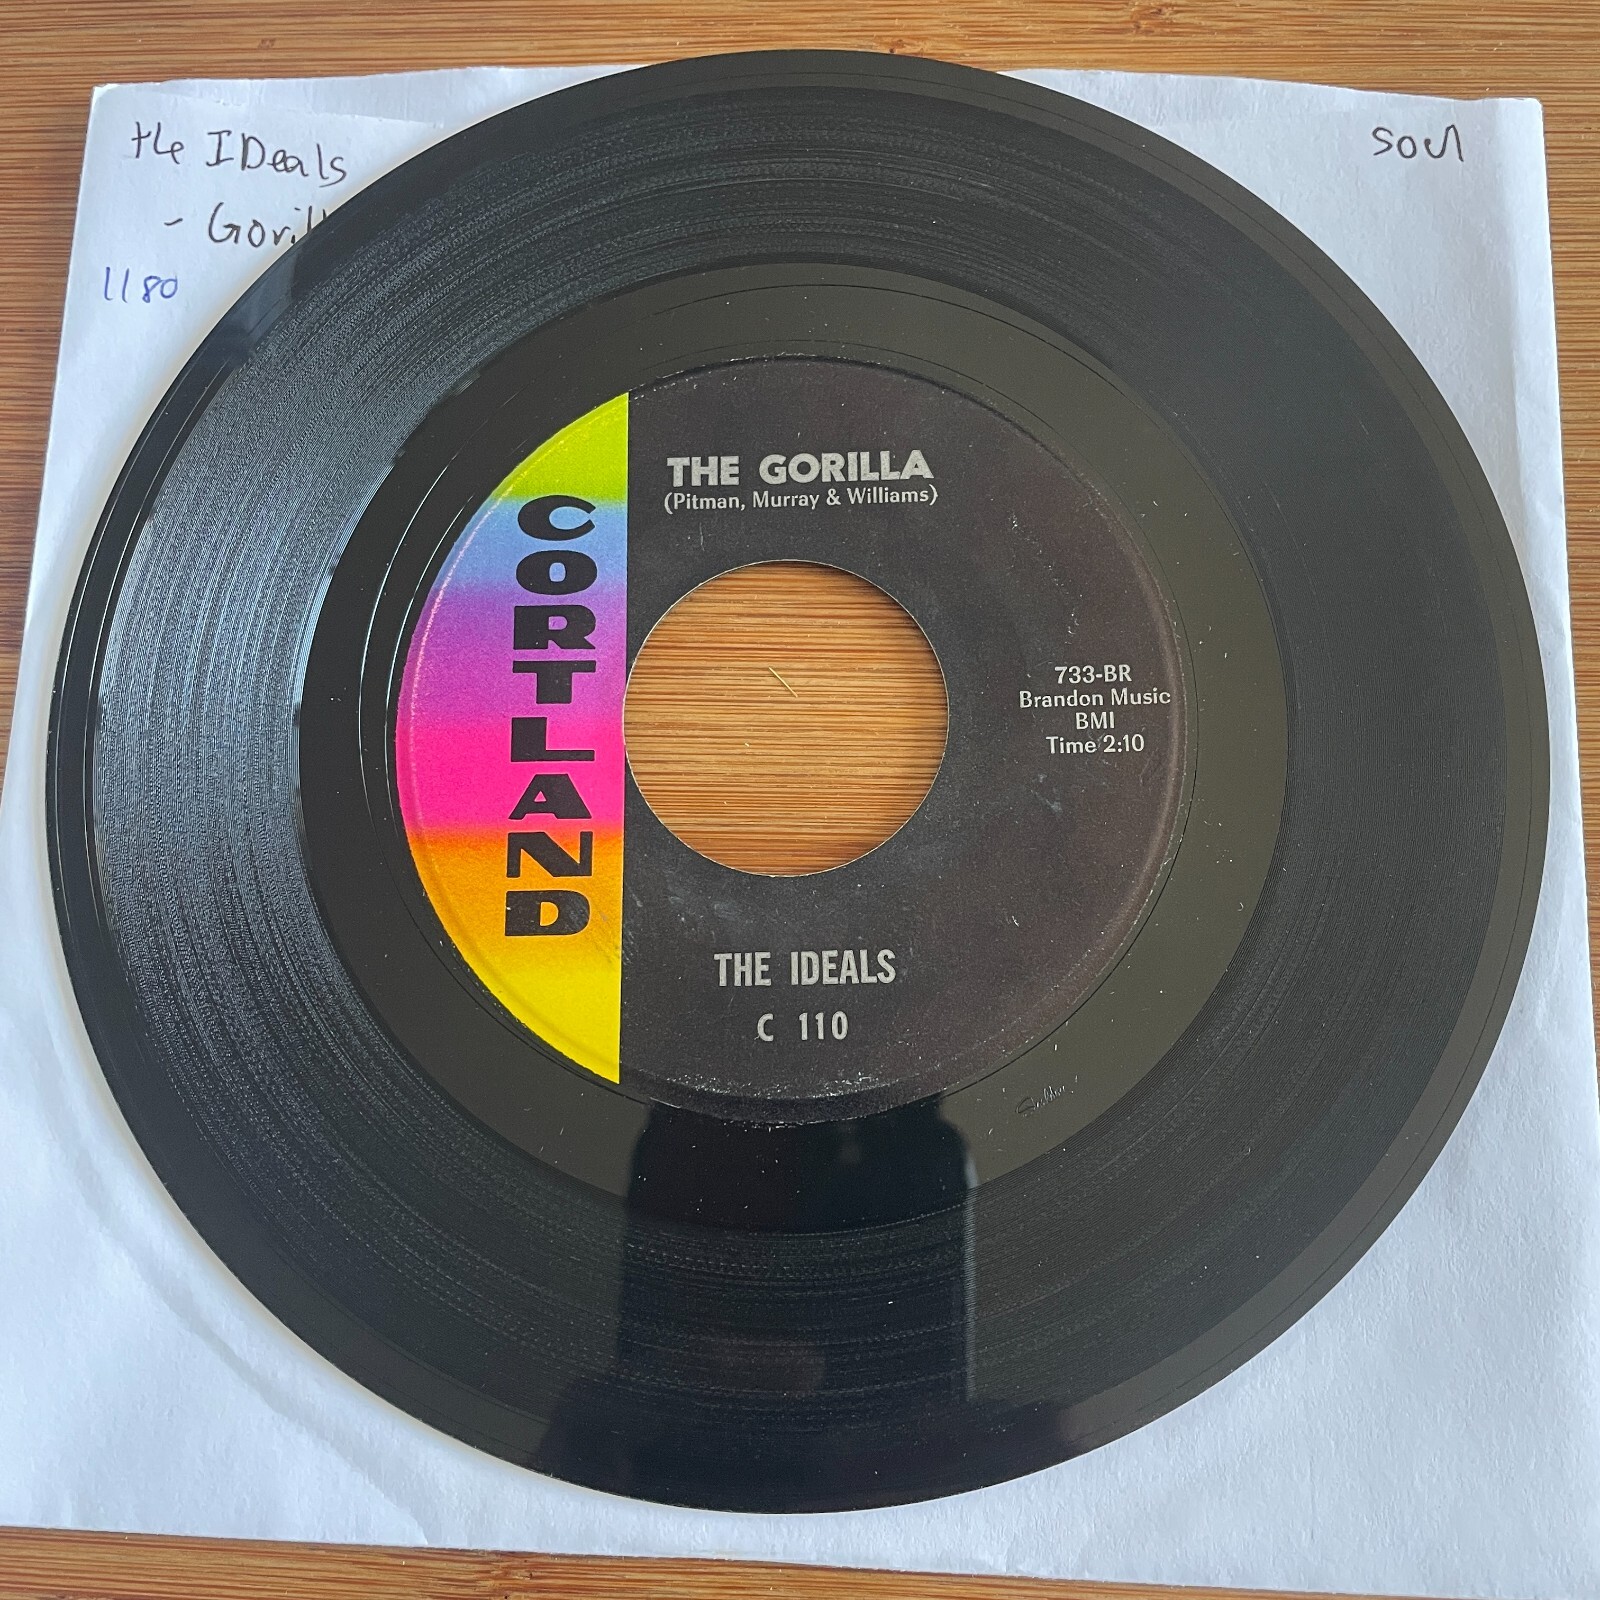 the IDeals
- Gorill
1180
soul
CORTLAND
THE GORILLA
(Pitman, Murray & Williams)
733-BR
Brandon Music
BMI
Time 2:10
THE IDEALS
C 110